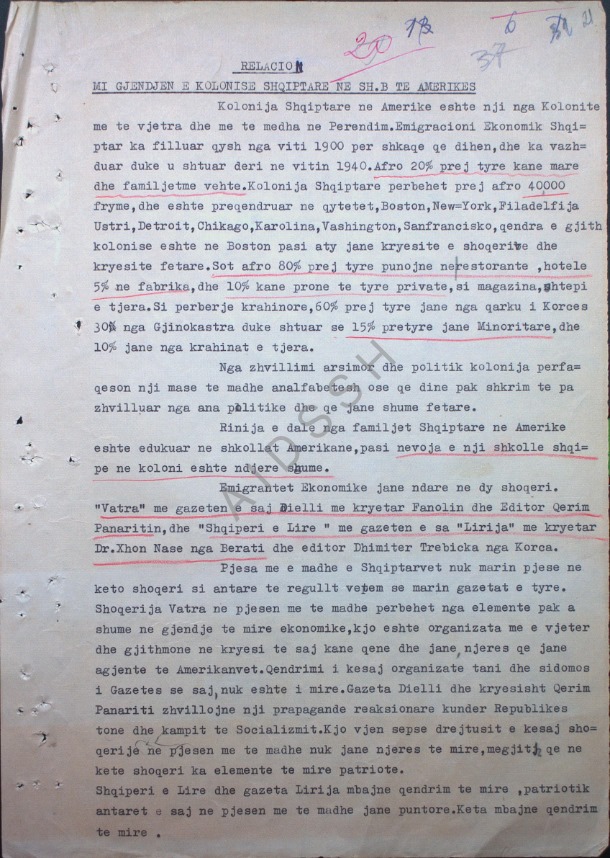 20 6 21
37
RELACION
MI GJENDJEN E KOLONISE SHQIPTARE NE SH.B TE AMERIKES
Kolonija Shqiptare ne Amerike eshte nji nga Kolonite
me te vjetra dhe me te medha ne Perendim.Emigracioni Ekonomik Shqi=
ptar ka filluar qysh nga viti 1900 per shkaqe qe dihen,dhe ka vazh=
duar duke u shtuar deri ne vitin 1940.Afro 20% prej tyre kane mare
dhe familjetme vehte.Kolonija Shqiptare perbehet prej afro 40,000
fryme,dhe eshte preqendruar ne qytetet,Boston,New=York,Filadelfija
Ustri,Detroit,Chikago,Karolina,Vashington,Sanfrancisko,qendra e gjith
kolonise eshte ne Boston pasi aty jane kryesite e shoqerive dhe
kryesite fetare.Sot afro 80% prej tyre punojne ne restorante ,hotele
5% ne fabrika,dhe 10% kane prone te tyre private,si magazina,shtepi
e tjera.Si perberje krahinore,60% prej tyre jane nga qarku i Korces
30% nga Gjinokastra duke shtuar se 15% pretyre jane Minoritare,dhe
10% jane nga krahinat e tjera.
Nga zhvillimi arsimor dhe politik kolonija perfa=
qeson nji mase te madhe analfabetesh ose qe dine pak shkrim te pa
zhvilluar nga ana politike dhe qe jane shume fetare.
Rinija e dale nga familjet Shqiptare ne Amerike
eshte edukuar ne shkollat Amerikane,pasi nevoja e nji shkolle shqi=
pe ne koloni eshte ndjere shume.
Emigrantet Ekonomike jane ndare ne dy shoqeri.
"Vatra" me gazeten e saj Dielli me kryetar Fanolin dhe Editor Qerim
Panaritin,dhe "Shqiperi e Lire " me gazeten e sa "Lirija" me kryetar
Dr.Xhon Nase nga Berati dhe editor Dhimiter Trebicka nga Korca.
Pjesa me e madhe e Shqiptarvet nuk marin pjese ne
keto shoqeri si antare te regullt vetem se marin gazetat e tyre.
Shoqerija Vatra ne pjesen me te madhe perbehet nga elemente pak a
shume ne gjendje te mire ekonomike,kjo eshte organizata me e vjeter
dhe gjithmone ne kryesi te saj kane qene dhe jane,njeres qe jane
agjente te Amerikanvet.Qendrimi i kesaj organizate tani dhe sidomos
i Gazetes se saj,nuk eshte i mire.Gazeta Dielli dhe kryesisht Qerim
Panariti zhvillojne nji prapagande reaksionare kunder Republikes
tone dhe kampit te Socializmit.Kjo vjen sepse drejtusit e kesaj sho=
qerije ne pjesen me te madhe nuk jane njeres te mire,megjith qe ne
kete shoqeri ka elemente te mire patriote.
Shqiperi e Lire dhe gazeta Lirija mbajne qendrim te mire ,patriotik
antaret e saj ne pjesen me te madhe jane puntore.Keta mbajne qendrim
te mire .
AIDSSH